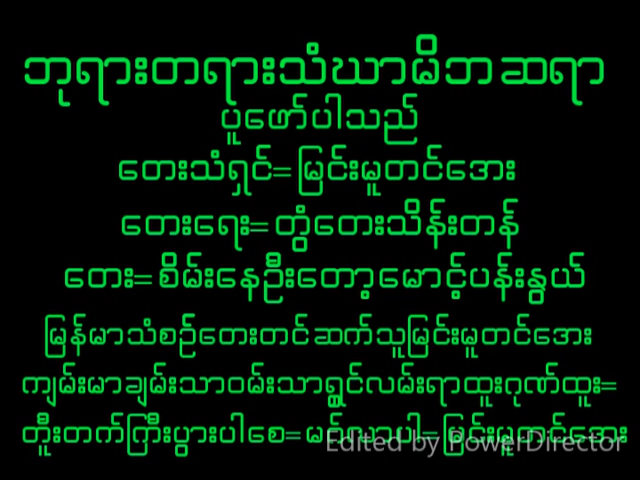 ဘုရားတရားသံဃာမိဘဆရာ
ပူဖော်ပါသည်
တေးသံရှင်=မြင်းမူတင်အေး
တေးရေး=တွံတေးသိန်းတန်
တေး=စိမ်းနေဦးတော့မောင့်ပန်းနွယ်
မြန်မာသံစဉ်တေးတင်ဆက်သူမြင်းမူတင်အေး
ကျမ်းမာချမ်းသာဝမ်းသာရွှင်လမ်းရာထူးဂုဏ်ထူး=
တိုးတက်ကြီးပွားပါစေ= =မြင်းမူတင်အေး
Edited by PowerDirector